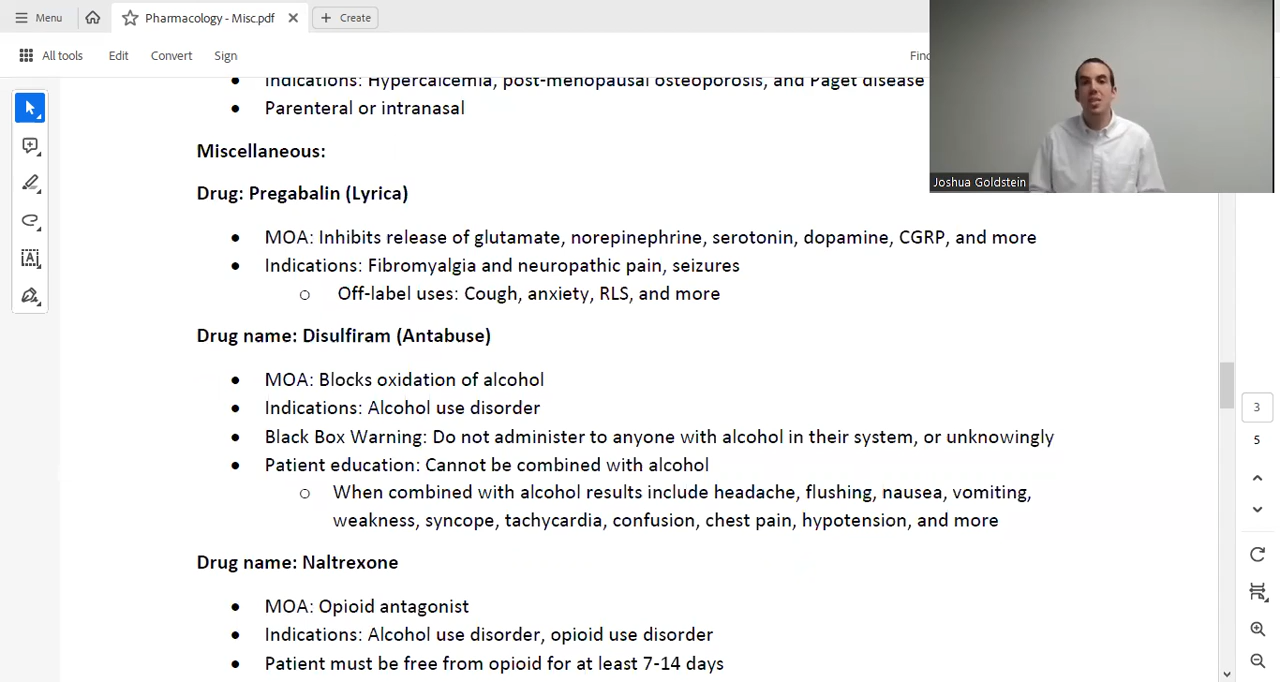 Menu
Pharmacology - Misc.pdf
Create
All tools Edit Convert Sign
Find
Indications: Hypercalcemia, post-menopausal osteoporosis, and Paget disease
Parenteral or intranasal
Miscellaneous:
Drug: Pregabalin (Lyrica)
MOA: Inhibits release of glutamate, norepinephrine, serotonin, dopamine, CGRP, and more
Indications: Fibromyalgia and neuropathic pain, seizures
Off-label uses: Cough, anxiety, RLS, and more
Drug name: Disulfiram (Antabuse)
MOA: Blocks oxidation of alcohol
Indications: Alcohol use disorder
Black Box Warning: Do not administer to anyone with alcohol in their system, or unknowingly
Patient education: Cannot be combined with alcohol
When combined with alcohol results include headache, flushing, nausea, vomiting,
weakness, syncope, tachycardia, confusion, chest pain, hypotension, and more
Drug name: Naltrexone
MOA: Opioid antagonist
Indications: Alcohol use disorder, opioid use disorder
Patient must be free from opioid for at least 7-14 days
Joshua Goldstein
3
5